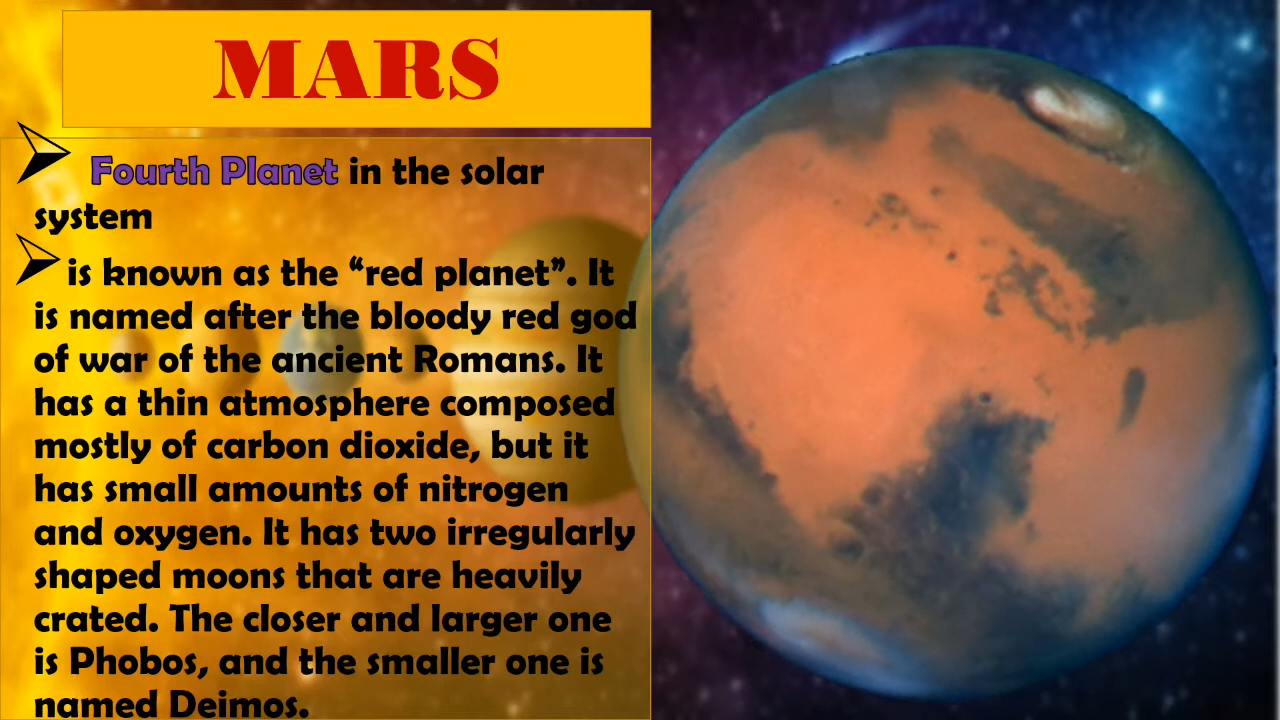 MARS
Fourth Planet in the solar
system
is known as the “red planet”. It
is named after the bloody red god
of war of the ancient Romans. It
has a thin atmosphere composed
mostly of carbon dioxide, but it
has small amounts of nitrogen
and oxygen. It has two irregularly
shaped moons that are heavily
crated. The closer and larger one
is Phobos, and the smaller one is
named Deimos.